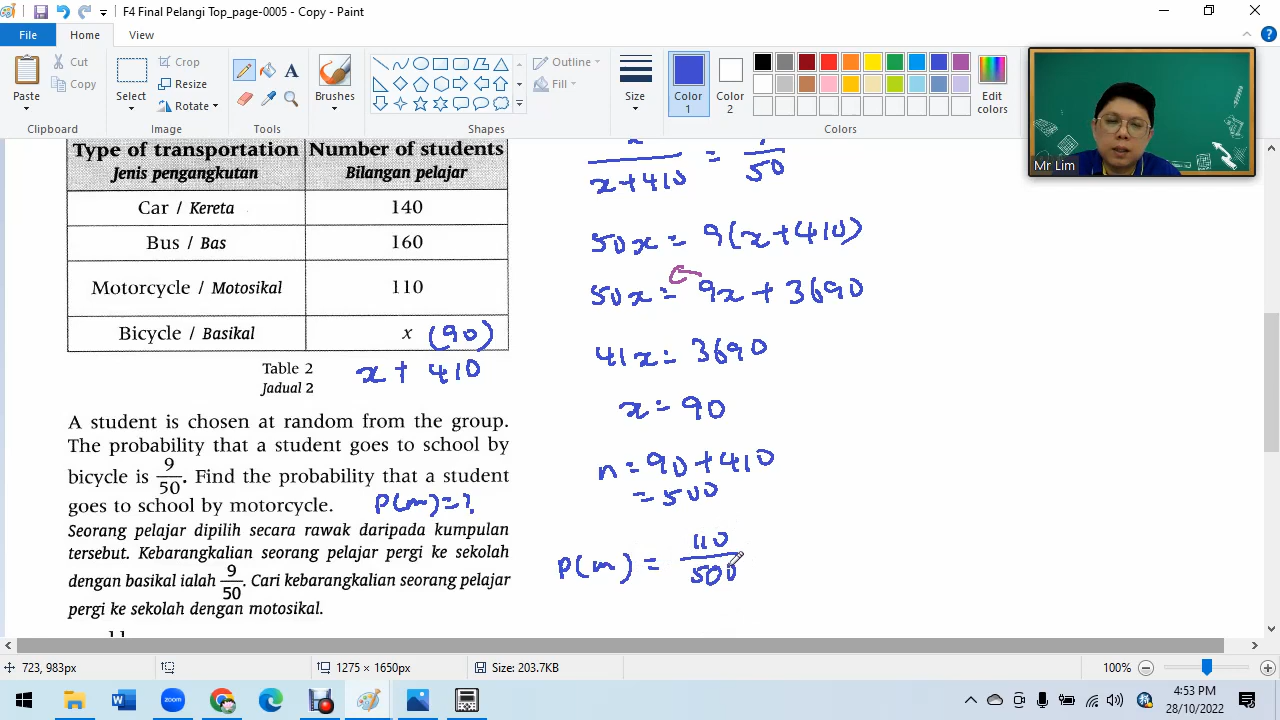 F4 Final Pelangi Top_page-0005 - Copy - Paint
File Home View
Paste Cut Copy Clipboard
Select Crop Resize Rotate Image
Tools
Brushes
Shapes Outline Fill
Size
Color 1 Color 2 Colors Edit colors
Mr Lim
Type of transportation Number of students
Jenis pengangkutan Bilangan pelajar
Car / Kereta 140
Bus / Bas 160
Motorcycle / Motosikal 110
Bicycle / Basikal x (90)
Table 2
Jadual 2
x + 410
A student is chosen at random from the group.
The probability that a student goes to school by
bicycle is 9/50. Find the probability that a student
goes to school by motorcycle. P(m)=?
Seorang pelajar dipilih secara rawak daripada kumpulan
tersebut. Kebarangkalian seorang pelajar pergi ke sekolah
dengan basikal ialah 9/50. Cari kebarangkalian seorang pelajar
pergi ke sekolah dengan motosikal.
/(x+410) = /50
50x = 9(x+410)
50x = 9x + 3690
41x = 3690
x = 90
n = 90 + 410
= 500
P(m) = 110/500
723, 983px 1275 × 1650px Size: 203.7KB 100%
zoom
4:53 PM
28/10/2022